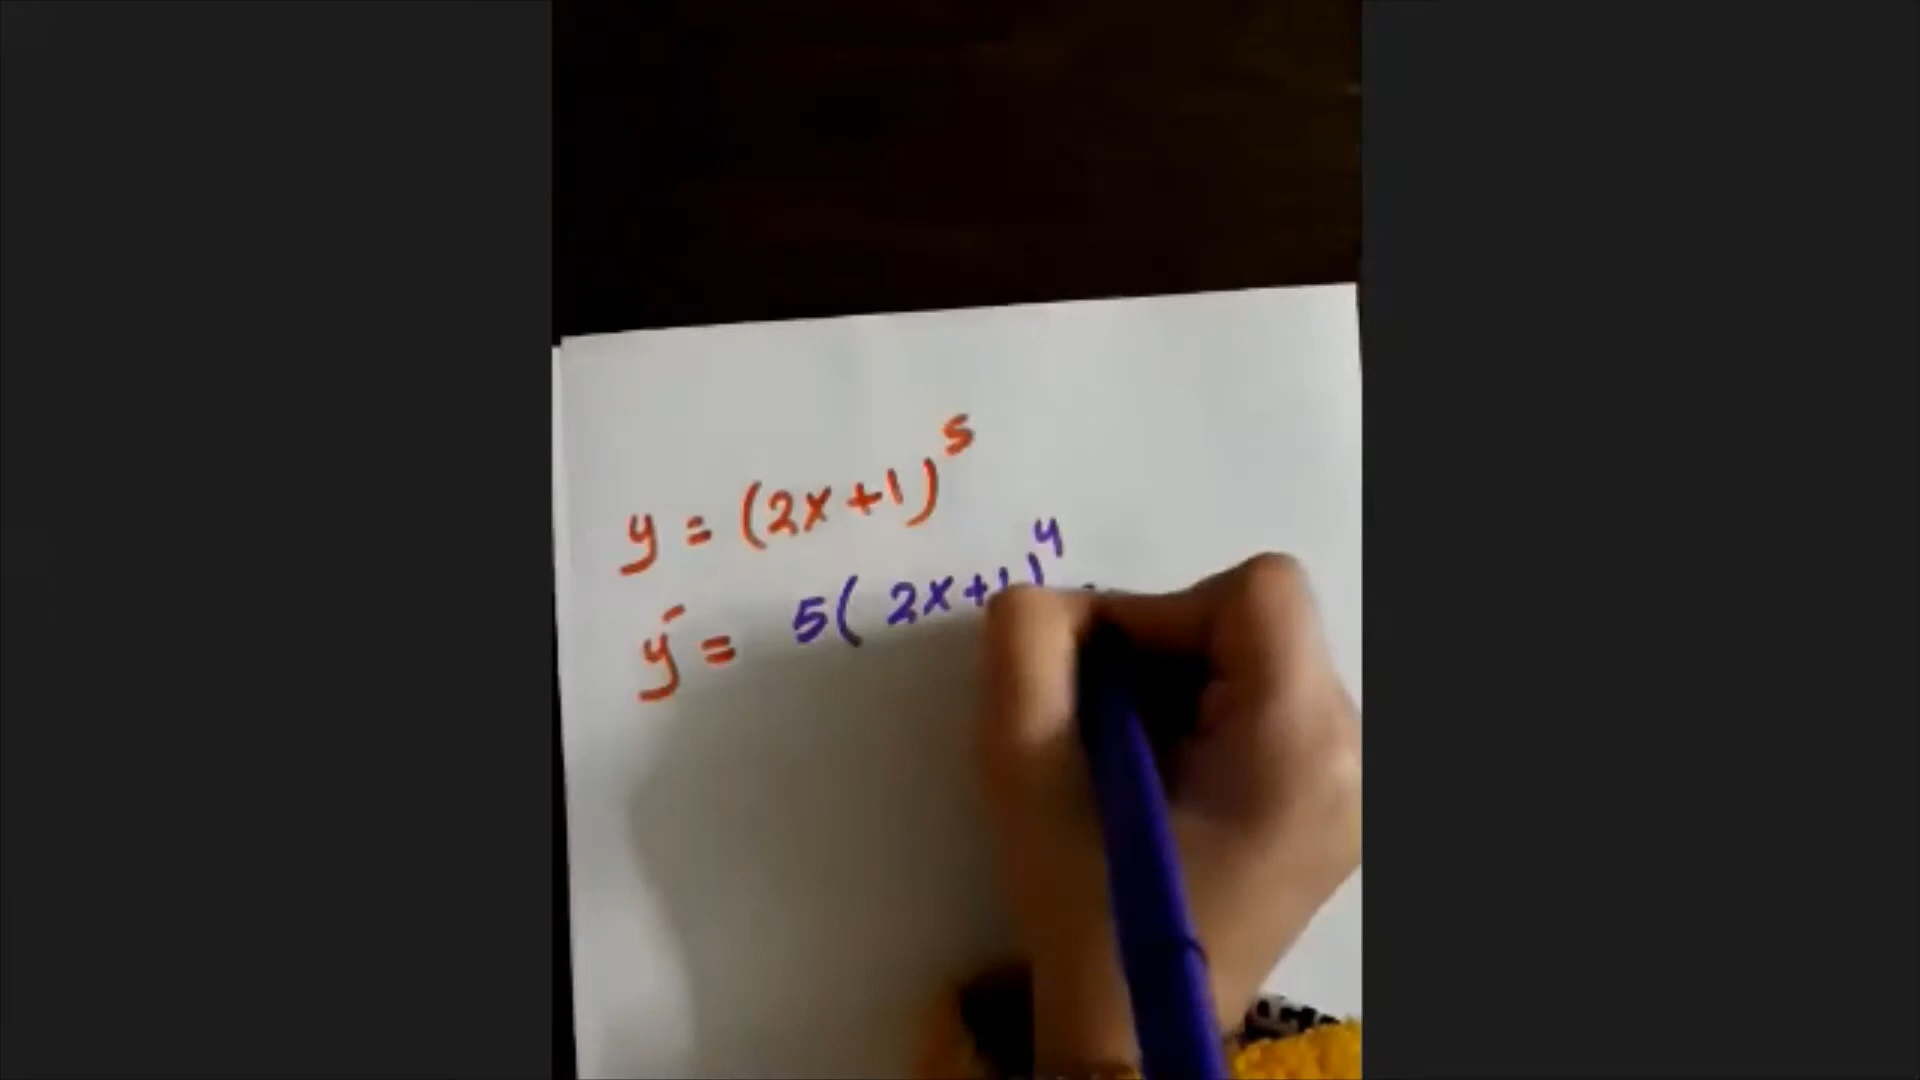 y = (2x+1)^5
y' = 5(2x+1)^4